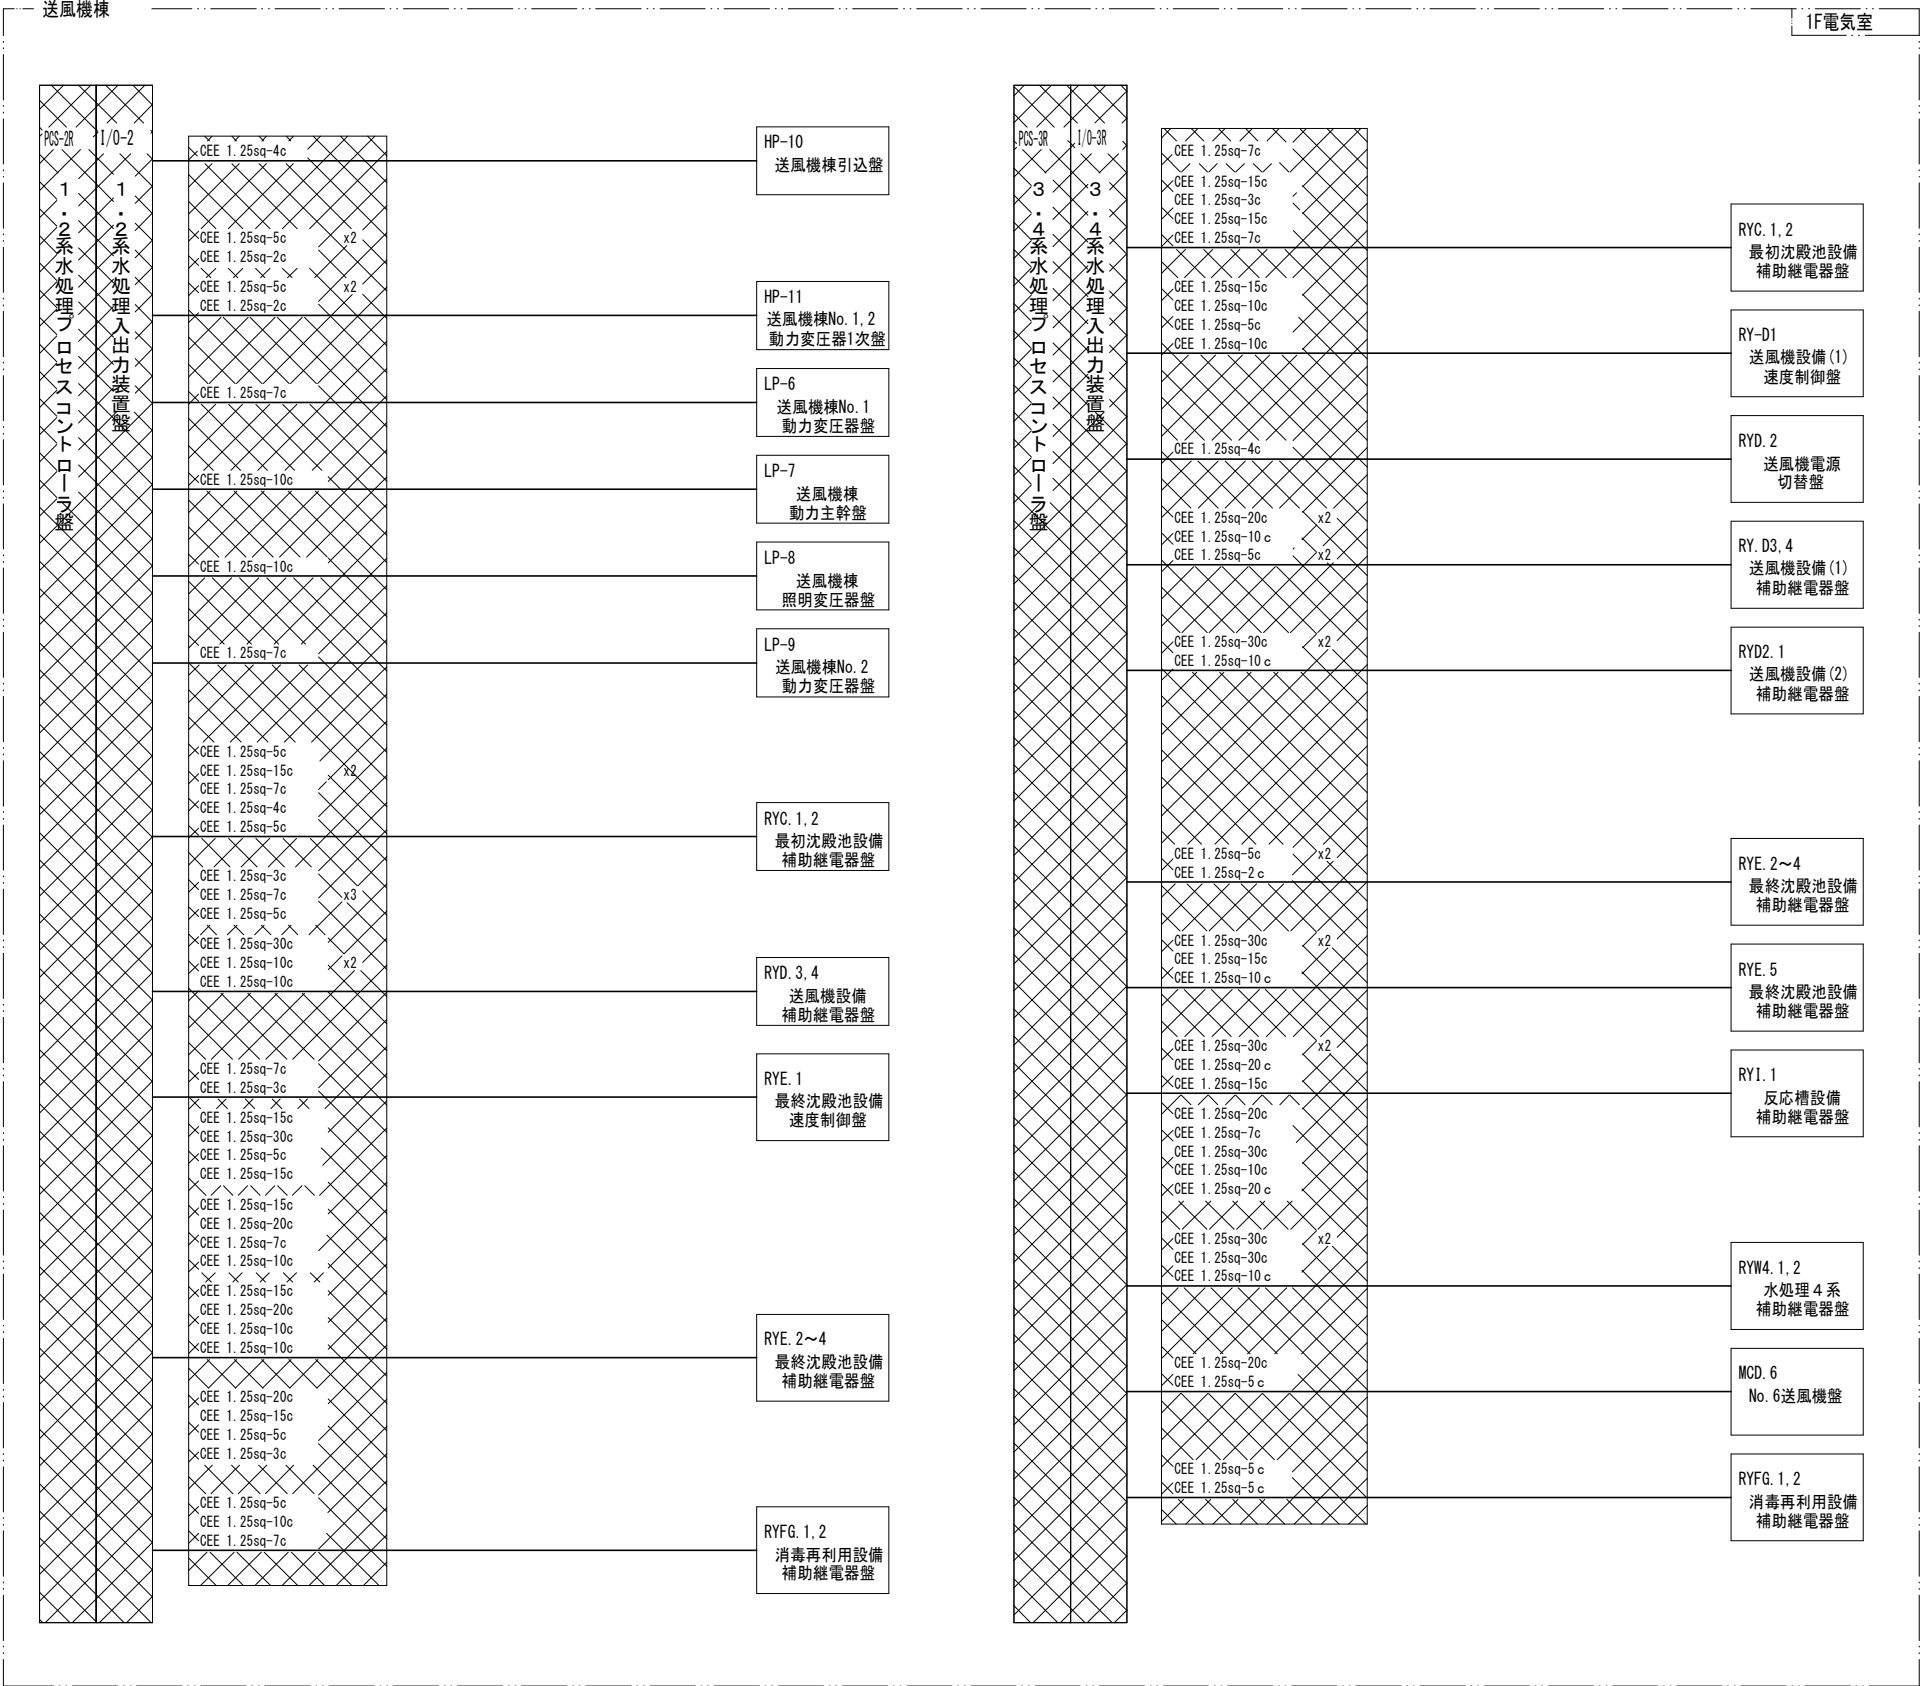 送風機棟
1F電気室
PCS-2R
1・2系水処理プロセスコントローラ盤
I/O-2
1・2系水処理入出力装置盤
CEE 1.25sq-4c
HP-10
送風機棟引込盤
CEE 1.25sq-5c x2
CEE 1.25sq-2c
CEE 1.25sq-5c x2
CEE 1.25sq-2c
HP-11
送風機棟No.1,2
動力変圧器1次盤
CEE 1.25sq-7c
LP-6
送風機棟No.1
動力変圧器盤
CEE 1.25sq-10c
LP-7
送風機棟
動力主幹盤
CEE 1.25sq-10c
LP-8
送風機棟
照明変圧器盤
CEE 1.25sq-7c
LP-9
送風機棟No.2
動力変圧器盤
CEE 1.25sq-5c
CEE 1.25sq-15c x2
CEE 1.25sq-7c
CEE 1.25sq-4c
CEE 1.25sq-5c
RYC.1,2
最初沈殿池設備
補助継電器盤
CEE 1.25sq-3c
CEE 1.25sq-7c x3
CEE 1.25sq-5c
CEE 1.25sq-30c
CEE 1.25sq-10c x2
CEE 1.25sq-10c
RYD.3,4
送風機設備
補助継電器盤
CEE 1.25sq-7c
CEE 1.25sq-3c
RYE.1
最終沈殿池設備
速度制御盤
CEE 1.25sq-15c
CEE 1.25sq-30c
CEE 1.25sq-5c
CEE 1.25sq-15c
CEE 1.25sq-15c
CEE 1.25sq-20c
CEE 1.25sq-7c
CEE 1.25sq-10c
CEE 1.25sq-15c
CEE 1.25sq-20c
CEE 1.25sq-10c
CEE 1.25sq-10c
RYE.2～4
最終沈殿池設備
補助継電器盤
CEE 1.25sq-20c
CEE 1.25sq-15c
CEE 1.25sq-5c
CEE 1.25sq-3c
CEE 1.25sq-5c
CEE 1.25sq-10c
CEE 1.25sq-7c
RYFG.1,2
消毒再利用設備
補助継電器盤
PCS-3R
3・4系水処理プロセスコントローラ盤
I/O-3R
3・4系水処理入出力装置盤
CEE 1.25sq-7c
CEE 1.25sq-15c
CEE 1.25sq-3c
CEE 1.25sq-15c
CEE 1.25sq-7c
RYC.1,2
最初沈殿池設備
補助継電器盤
CEE 1.25sq-15c
CEE 1.25sq-10c
CEE 1.25sq-5c
CEE 1.25sq-10c
RY-D1
送風機設備(1)
速度制御盤
CEE 1.25sq-4c
RYD.2
送風機電源
切替盤
CEE 1.25sq-20c x2
CEE 1.25sq-10c
CEE 1.25sq-5c x2
RY.D3,4
送風機設備(1)
補助継電器盤
CEE 1.25sq-30c x2
CEE 1.25sq-10c
RYD2.1
送風機設備(2)
補助継電器盤
CEE 1.25sq-5c x2
CEE 1.25sq-2c
RYE.2～4
最終沈殿池設備
補助継電器盤
CEE 1.25sq-30c x2
CEE 1.25sq-15c
CEE 1.25sq-10c
RYE.5
最終沈殿池設備
補助継電器盤
CEE 1.25sq-30c x2
CEE 1.25sq-20c
CEE 1.25sq-15c
RYI.1
反応槽設備
補助継電器盤
CEE 1.25sq-20c
CEE 1.25sq-7c
CEE 1.25sq-30c
CEE 1.25sq-10c
CEE 1.25sq-20c
CEE 1.25sq-30c x2
CEE 1.25sq-30c
CEE 1.25sq-10c
RYW4.1,2
水処理４系
補助継電器盤
CEE 1.25sq-20c
CEE 1.25sq-5c
MCD.6
No.6送風機盤
CEE 1.25sq-5c
CEE 1.25sq-5c
RYFG.1,2
消毒再利用設備
補助継電器盤